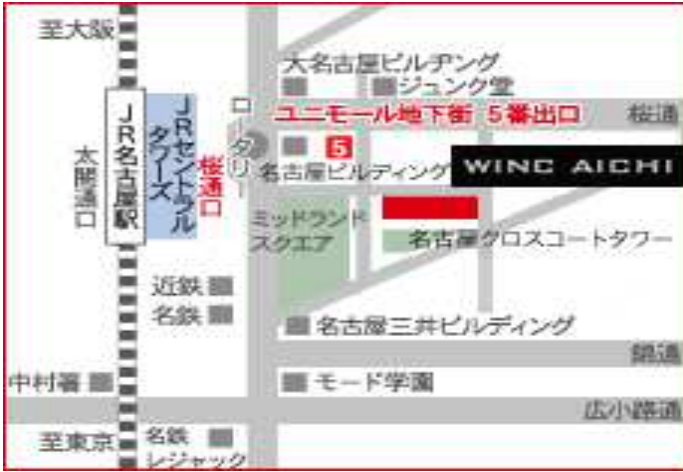 至大阪
大名古屋ビルヂング
ジュンク堂
ユニモール地下街 5番出口
桜通
JR名古屋駅
JRセントラル
タワーズ
桜通口
ロータリー
太閤通口
5
名古屋ビルディング
WINC AICHI
ミッドランド
スクエア
名古屋クロスコートタワー
近鉄
名鉄
名古屋三井ビルディング
錦通
中村署
モード学園
広小路通
至東京
名鉄
レジャック